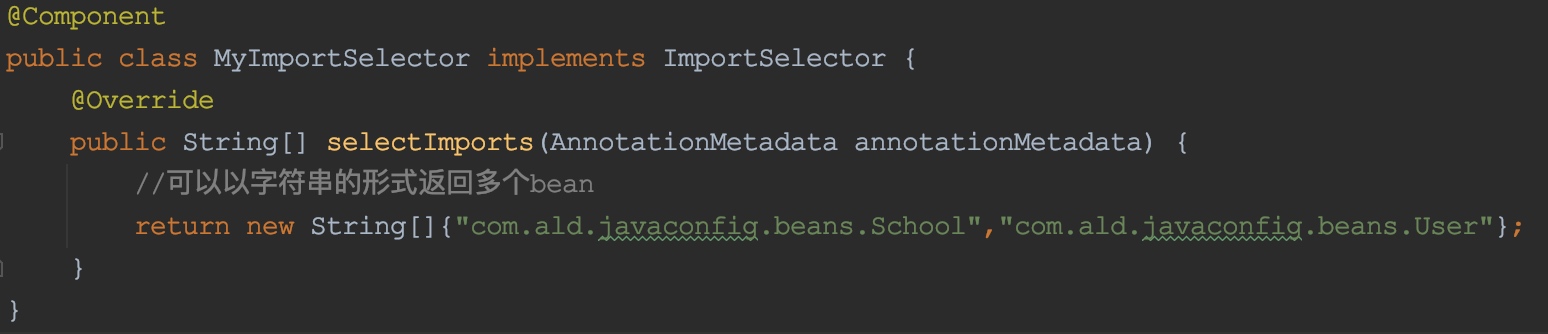 @Component
public class MyImportSelector implements ImportSelector {
@Override
public String[] selectImports(AnnotationMetadata annotationMetadata) {
//可以以字符串的形式返回多个bean
return new String[]{"com.ald.javaconfig.beans.School","com.ald.javaconfig.beans.User"};
}
}